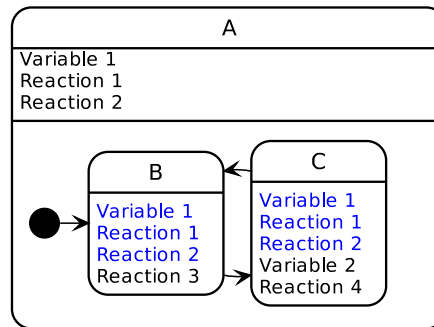 A
Variable 1
Reaction 1
Reaction 2
B
Variable 1
Reaction 1
Reaction 2
Reaction 3
C
Variable 1
Reaction 1
Reaction 2
Variable 2
Reaction 4